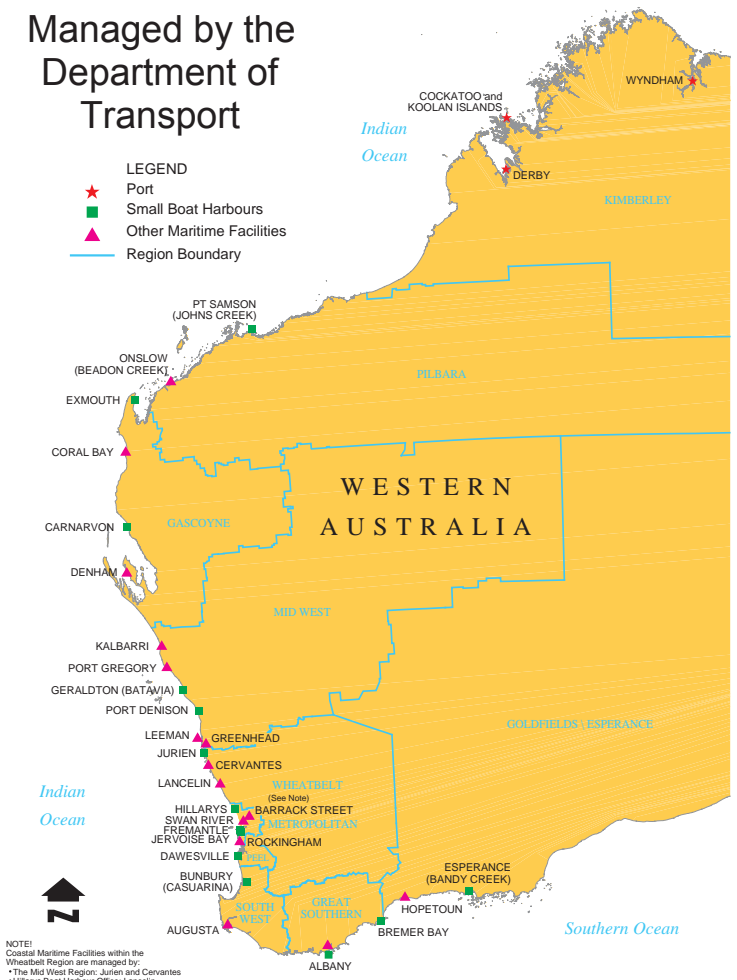 Managed by the
Department of
Transport
LEGEND
Port
Small Boat Harbours
Other Maritime Facilities
Region Boundary
Indian
Ocean
WYNDHAM
COCKATOO and
KOOLAN ISLANDS
DERBY
KIMBERLEY
PT SAMSON
(JOHNS CREEK)
ONSLOW
(BEADON CREEK)
EXMOUTH
PILBARA
CORAL BAY
WESTERN
AUSTRALIA
CARNARVON
GASCOYNE
DENHAM
MID WEST
KALBARRI
PORT GREGORY
GERALDTON (BATAVIA)
PORT DENISON
GOLDFIELDS \ ESPERANCE
LEEMAN
GREENHEAD
JURIEN
CERVANTES
LANCELIN
WHEATBELT
(See Note)
Indian
Ocean
HILLARYS
BARRACK STREET
SWAN RIVER
METROPOLITAN
FREMANTLE
JERVOISE BAY
ROCKINGHAM
DAWESVILLE
PEEL
BUNBURY
(CASUARINA)
ESPERANCE
(BANDY CREEK)
SOUTH
WEST
GREAT
SOUTHERN
HOPETOUN
AUGUSTA
BREMER BAY
Southern Ocean
ALBANY
N
NOTE!
Coastal Maritime Facilities within the
Wheatbelt Region are managed by:
• The Mid West Region: Jurien and Cervantes